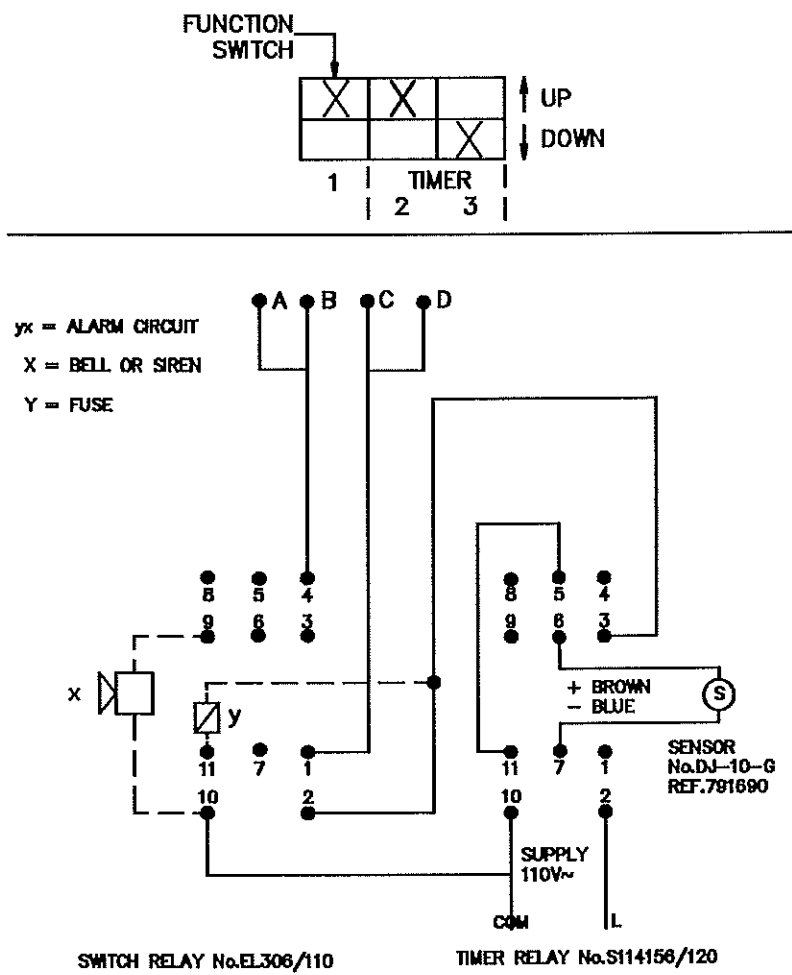 FUNCTION
SWITCH
X X
UP
X
DOWN
1
TIMER
2 3
A B C D
yx = ALARM CIRCUIT
X = BELL OR SIREN
Y = FUSE
8 5 4
9 6 3
8 5 4
9 6 3
x
y
+ BROWN
- BLUE
S
SENSOR
No.DJ-10-G
REF.791690
11 7 1
10 2
11 7 1
10 2
SUPPLY
110V~
COM L
SWITCH RELAY No.EL306/110
TIMER RELAY No.S114156/120